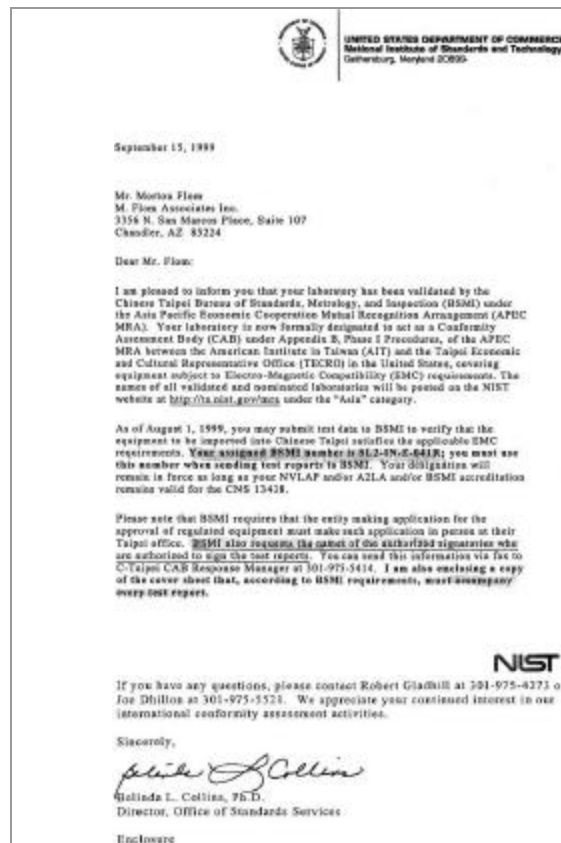 UNITED STATES DEPARTMENT OF COMMERCE
National Institute of Standards and Technology
Gaithersburg, Maryland 20899-
September 15, 1999
Mr. Morton Flom
M. Flom Associates Inc.
3356 N. San Marcos Place, Suite 107
Chandler, AZ 85224
Dear Mr. Flom:
I am pleased to inform you that your laboratory has been validated by the
Chinese Taipei Bureau of Standards, Metrology, and Inspection (BSMI) under
the Asia Pacific Economic Cooperation Mutual Recognition Arrangement (APEC
MRA). Your laboratory is now formally designated to act as a Conformity
Assessment Body (CAB) under Appendix B, Phase I Procedures, of the APEC
MRA between the American Institute in Taiwan (AIT) and the Taipei Economic
and Cultural Representative Office (TECRO) in the United States, covering
equipment subject to Electro-Magnetic Compatibility (EMC) requirements. The
names of all validated and nominated laboratories will be posted on the NIST
website at http://ts.nist.gov/mra under the "Asia" category.
As of August 1, 1999, you may submit test data to BSMI to verify that the
equipment to be imported into Chinese Taipei satisfies the applicable EMC
requirements. Your assigned BSMI number is SL2-IN-E-041R; you must use
this number when sending test reports to BSMI. Your designation will
remain in force as long as your NVLAP and/or A2LA and/or BSMI accreditation
remains valid for the CNS 13438.
Please note that BSMI requires that the entity making application for the
approval of regulated equipment must make such application in person at their
Taipei office. BSMI also requests the names of the authorized signatories who
are authorized to sign the test reports. You can send this information via fax to
C-Taipei CAB Response Manager at 301-975-5414. I am also enclosing a copy
of the cover sheet that, according to BSMI requirements, must accompany
every test report.
NIST
If you have any questions, please contact Robert Gladhill at 301-975-4273 o
Joe Dhillon at 301-975-5521. We appreciate your continued interest in our
international conformity assessment activities.
Sincerely,
Belinda L Collins
Belinda L. Collins, Ph.D.
Director, Office of Standards Services
Enclosure